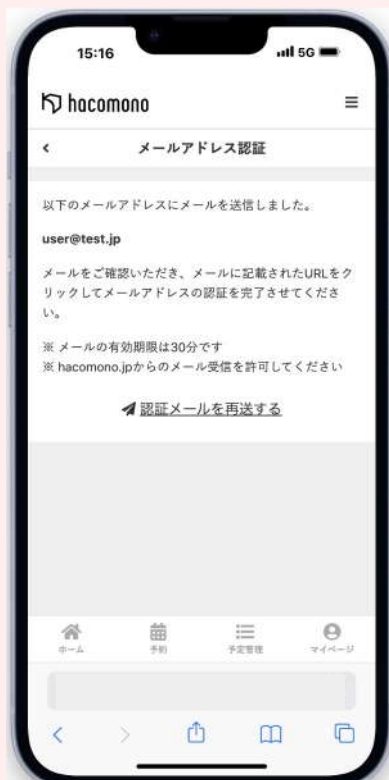 15:16
5G
hacomono
メールアドレス認証
以下のメールアドレスにメールを送信しました。
user@test.jp
メールをご確認いただき、メールに記載されたURLをク
リックしてメールアドレスの認証を完了させてくださ
い。
※ メールの有効期限は30分です
※ hacomono.jpからのメール受信を許可してください
認証メールを再送する
ホーム
予約
予定管理
マイページ